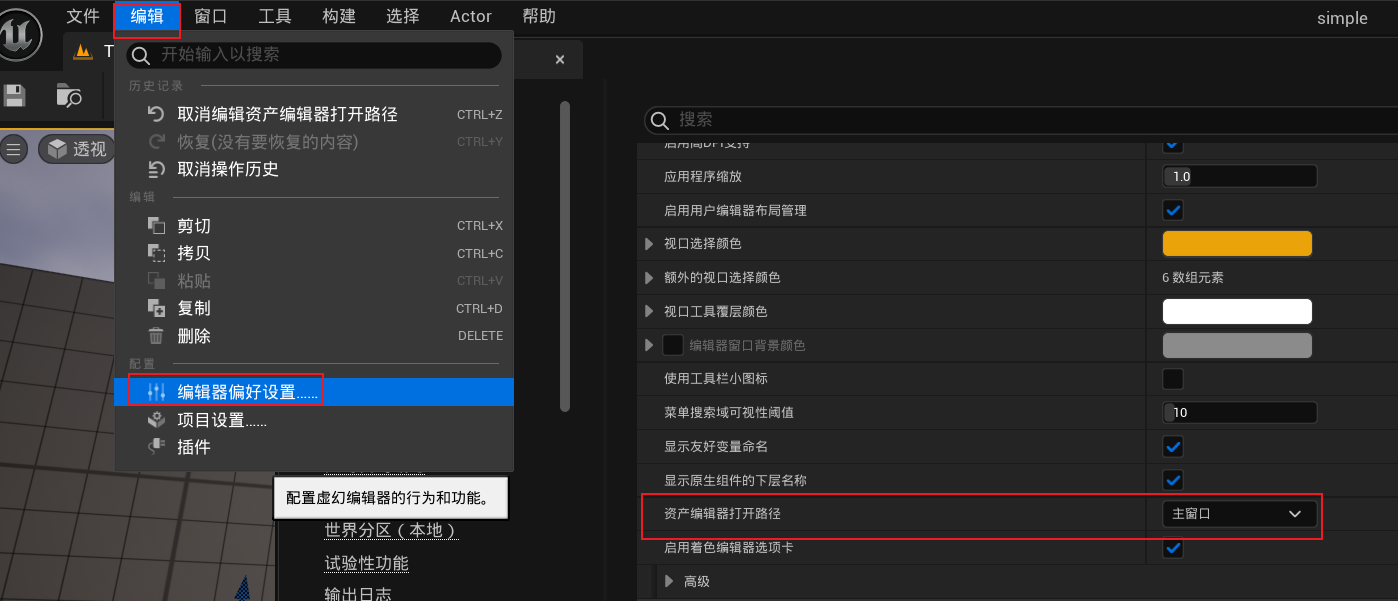 文件 编辑 窗口 工具 构建 选择 Actor 帮助 simple
T
开始输入以搜索
历史记录
取消编辑资产编辑器打开路径 CTRL+Z
恢复(没有要恢复的内容) CTRL+Y
取消操作历史
编辑
剪切 CTRL+X
拷贝 CTRL+C
粘贴 CTRL+V
复制 CTRL+D
删除 DELETE
配置
编辑器偏好设置......
项目设置......
插件
配置虚幻编辑器的行为和功能。
透视
世界分区（本地）
试验性功能
输出日志
搜索
启用高DPI支持
应用程序缩放 1.0
启用用户编辑器布局管理
视口选择颜色
额外的视口选择颜色 6 数组元素
视口工具覆层颜色
编辑器窗口背景颜色
使用工具栏小图标
菜单搜索域可视性阈值 10
显示友好变量命名
显示原生组件的下层名称
资产编辑器打开路径 主窗口
启用着色编辑器选项卡
高级